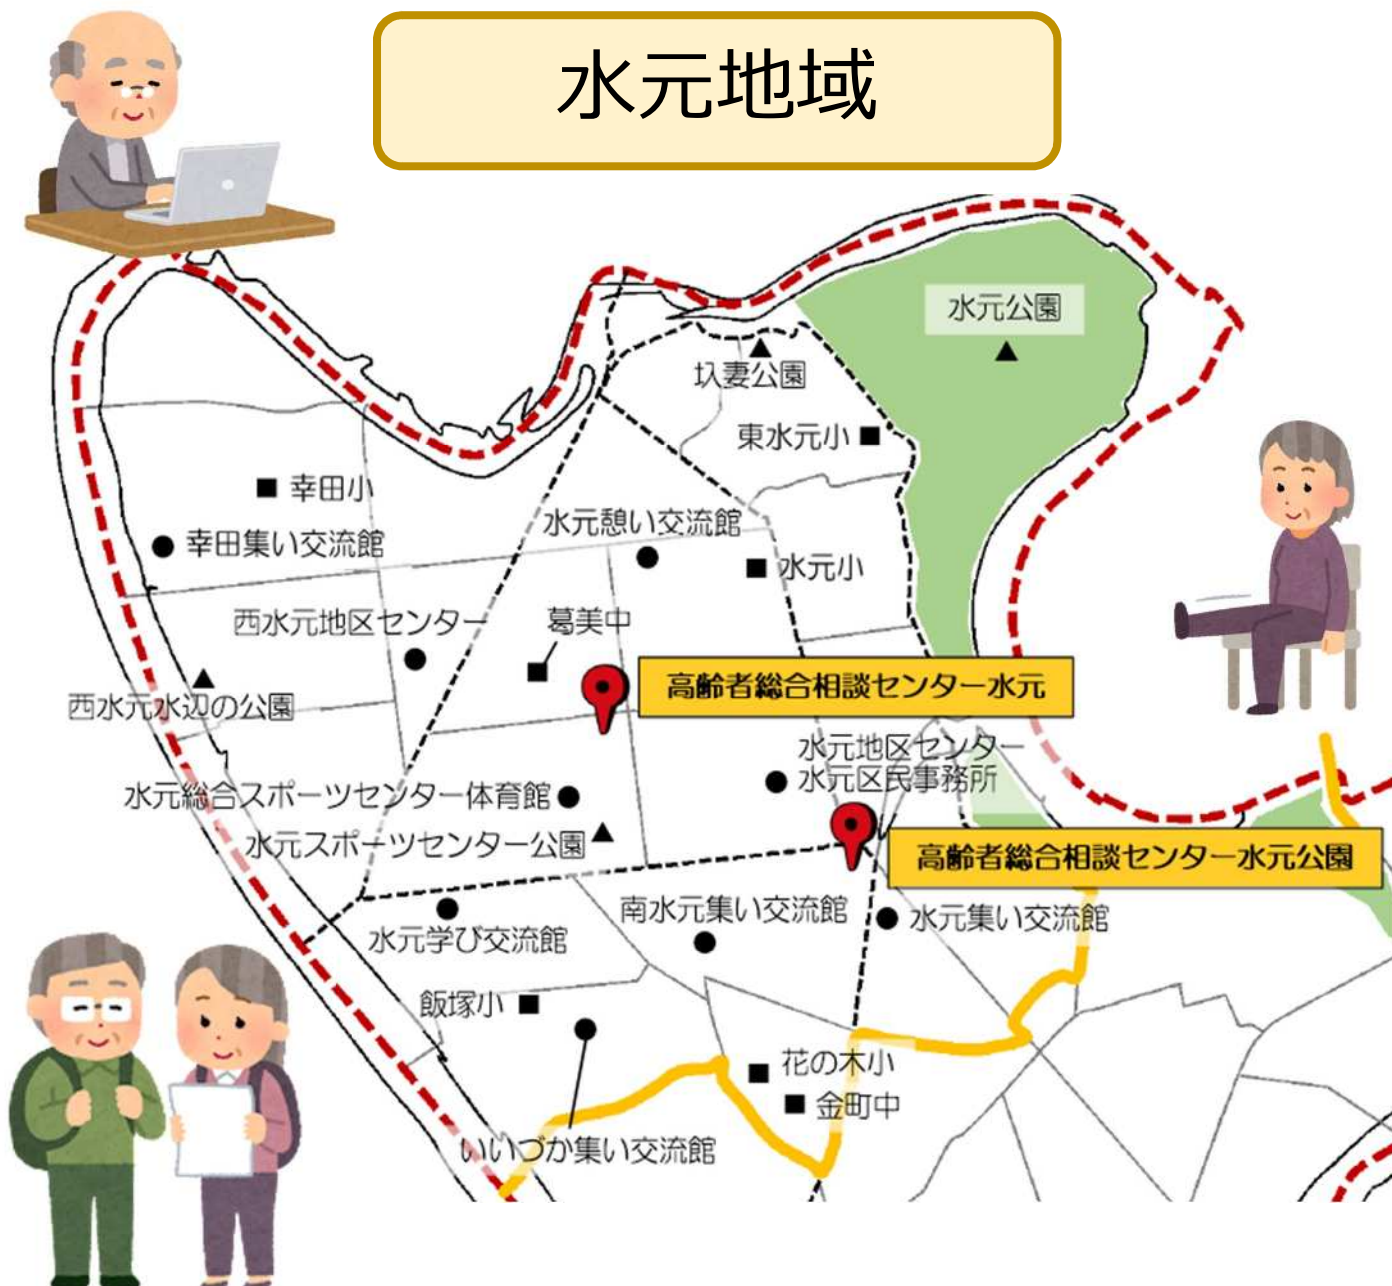 水元地域
水元公園
圦妻公園
東水元小
幸田小
水元憩い交流館
幸田集い交流館
水元小
西水元地区センター
葛美中
高齢者総合相談センター水元
西水元水辺の公園
水元地区センター
水元区民事務所
水元総合スポーツセンター体育館
水元スポーツセンター公園
高齢者総合相談センター水元公園
南水元集い交流館
水元集い交流館
水元学び交流館
飯塚小
花の木小
金町中
いいづか集い交流館